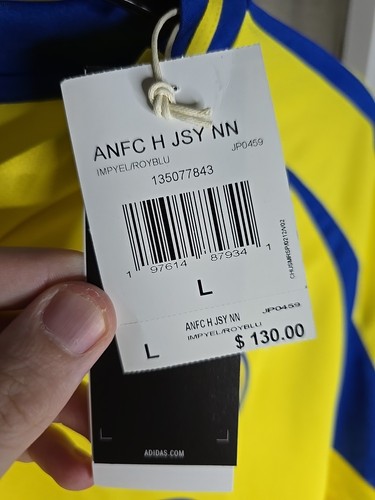 ANFC H JSY NN
IMPYEL/ROYBLU JP0459
135077843
1 97614 87934 1
L
ANFC H JSY NN JP0459
IMPYEL/ROYBLU
L $ 130.00
ADIDAS.COM